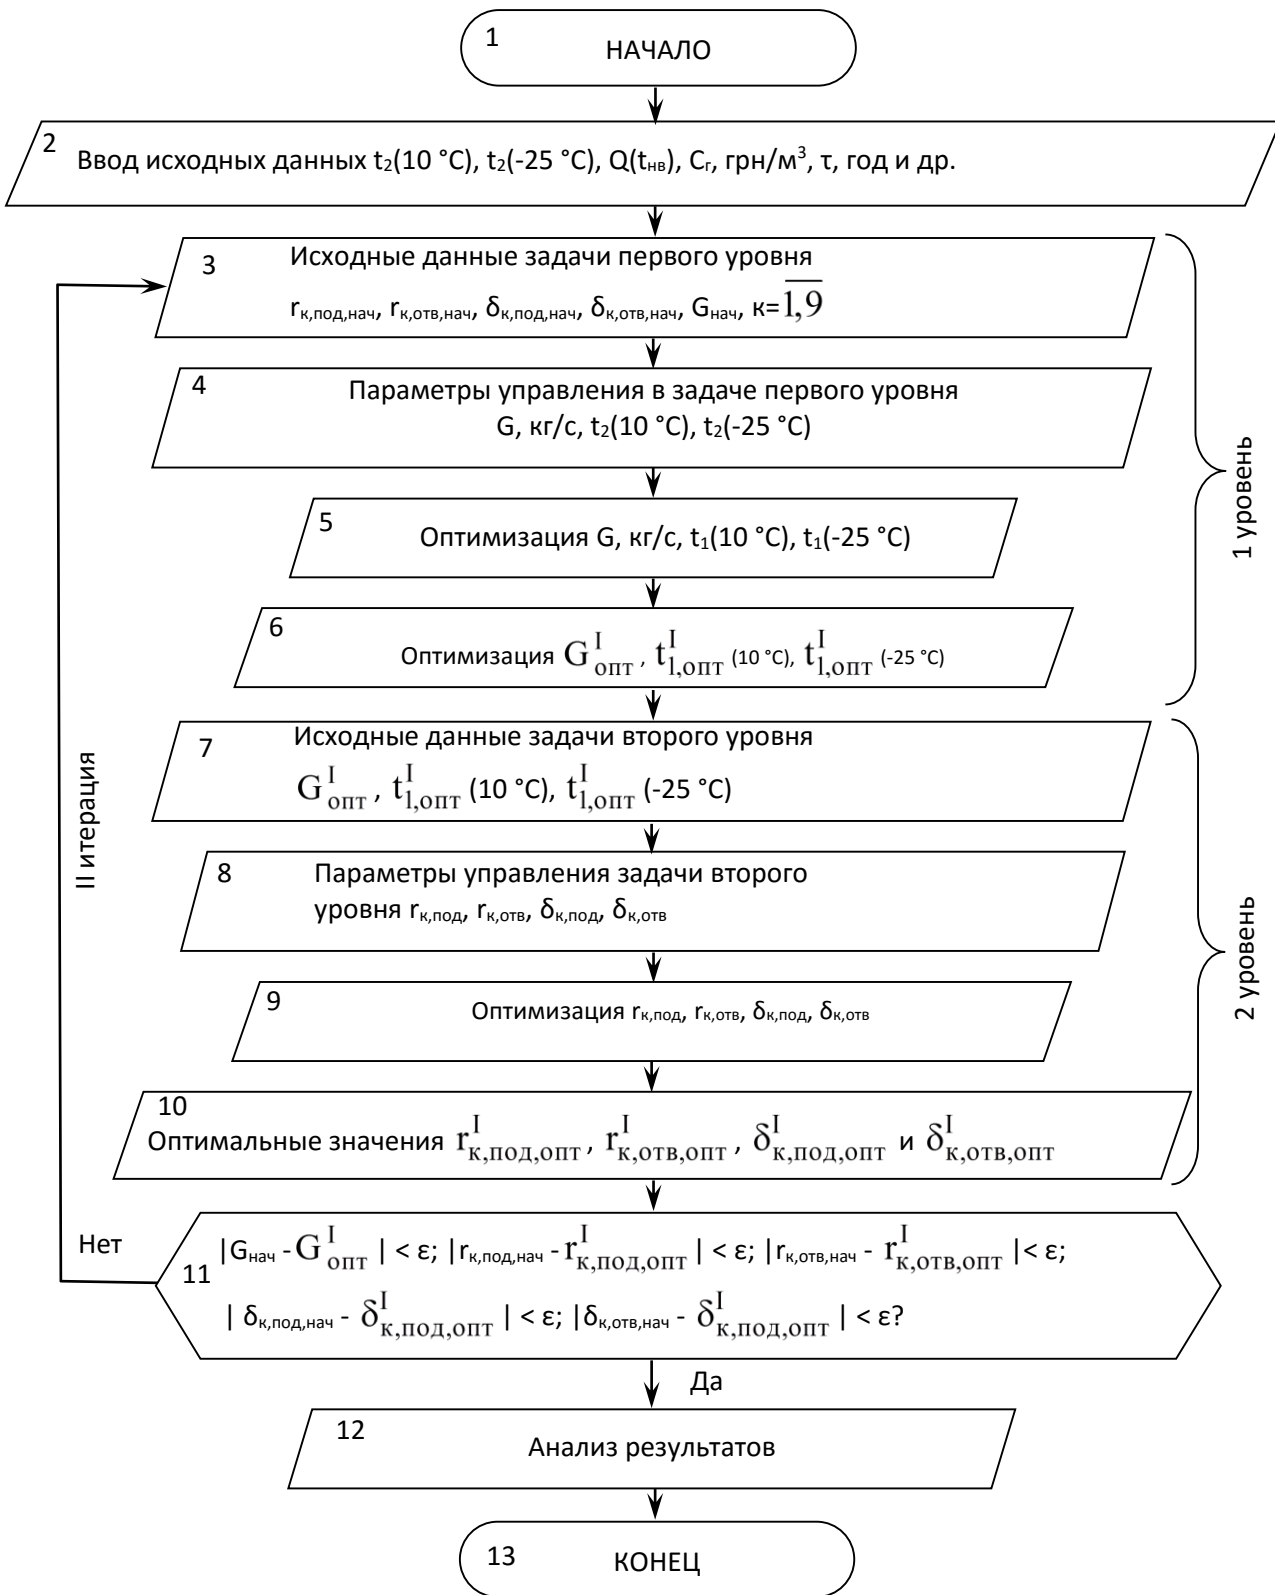 1
НАЧАЛО
2
Ввод исходных данных t₂(10 °C), t₂(-25 °C), Q(tнв), Cг, грн/м³, τ, год и др.
3
Исходные данные задачи первого уровня
rк,под,нач, rк,отв,нач, δк,под,нач, δк,отв,нач, Gнач, к=1,9
4
Параметры управления в задаче первого уровня
G, кг/с, t₂(10 °C), t₂(-25 °C)
5
Оптимизация G, кг/с, t₁(10 °C), t₁(-25 °C)
6
Оптимизация G^I опт, t^I 1,опт (10 °C), t^I 1,опт (-25 °C)
1 уровень
7
Исходные данные задачи второго уровня
G^I опт, t^I 1,опт (10 °C), t^I 1,опт (-25 °C)
8
Параметры управления задачи второго
уровня rк,под, rк,отв, δк,под, δк,отв
9
Оптимизация rк,под, rк,отв, δк,под, δк,отв
10
Оптимальные значения r^I к,под,опт, r^I к,отв,опт, δ^I к,под,опт и δ^I к,отв,опт
2 уровень
II итерация
Нет
11
|Gнач - G^I опт | < ε; |rк,под,нач - r^I к,под,опт | < ε; |rк,отв,нач - r^I к,отв,опт |< ε;
| δк,под,нач - δ^I к,под,опт | < ε; |δк,отв,нач - δ^I к,под,опт | < ε?
Да
12
Анализ результатов
13
КОНЕЦ